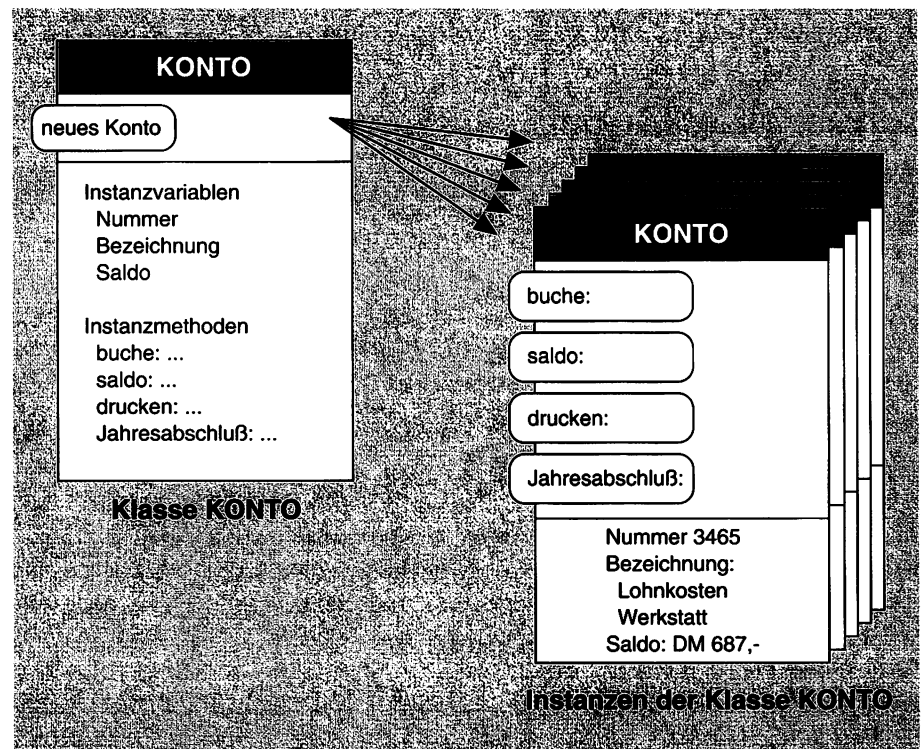 KONTO
neues Konto
Instanzvariablen
Nummer
Bezeichnung
Saldo
Instanzmethoden
buche: ...
saldo: ...
drucken: ...
Jahresabschluß: ...
Klasse KONTO
KONTO
buche:
saldo:
drucken:
Jahresabschluß:
Nummer 3465
Bezeichnung:
Lohnkosten
Werkstatt
Saldo: DM 687,-
Instanzen der Klasse KONTO